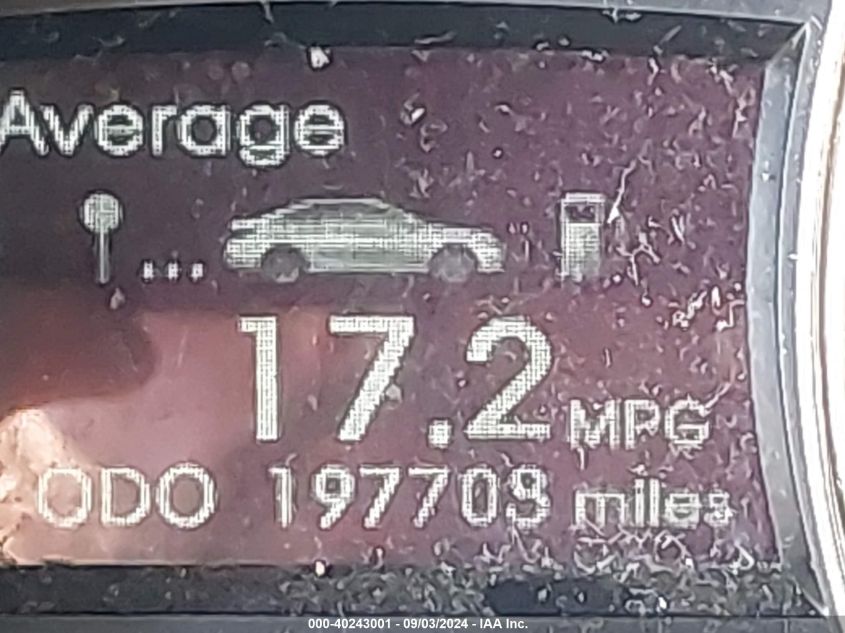 Average
17.2 MPG
ODO 197709 miles
000-40243001 - 09/03/2024 - IAA Inc.